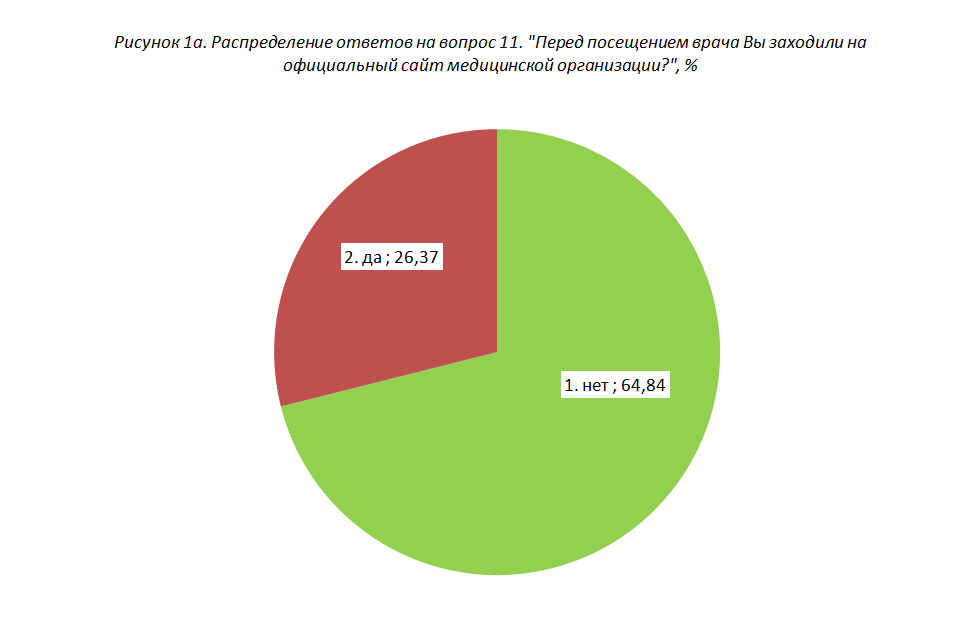 Рисунок 1а. Распределение ответов на вопрос 11. "Перед посещением врача Вы заходили на
официальный сайт медицинской организации?", %
2. да ; 26,37
1. нет ; 64,84